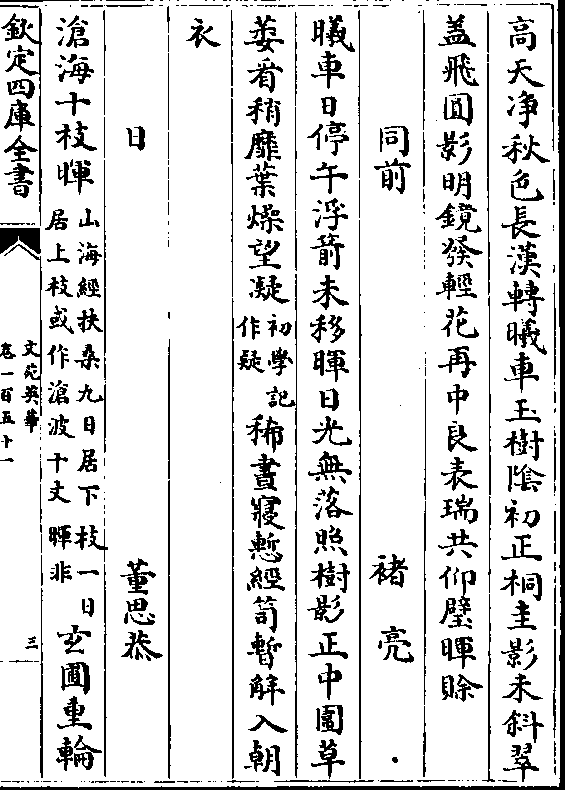 高天净秋色長漢轉曦車玉樹陰初正桐圭影未斜翠
盖飛圓影明鏡發輕花再中良表瑞共仰璧暉賖
同前 褚亮
曦車日停午浮箭未移暉日光無落照樹影正中圍草
萎看稍靡葉燥望凝初學記作疑稀晝寢慙經笥暫解入朝
衣
日 董思恭
滄海十枝暉山海經扶桑九日居下枝一日居上枝或作滄波十丈暉非玄圃重輪
欽定四庫全書
文苑英華
卷一百五十一
三